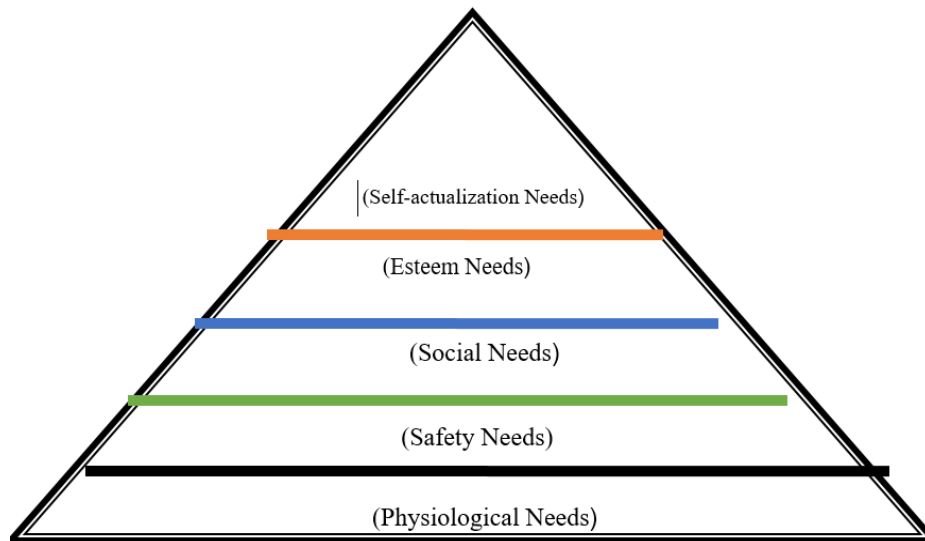 (Self-actualization Needs)
(Esteem Needs)
(Social Needs)
(Safety Needs)
(Physiological Needs)